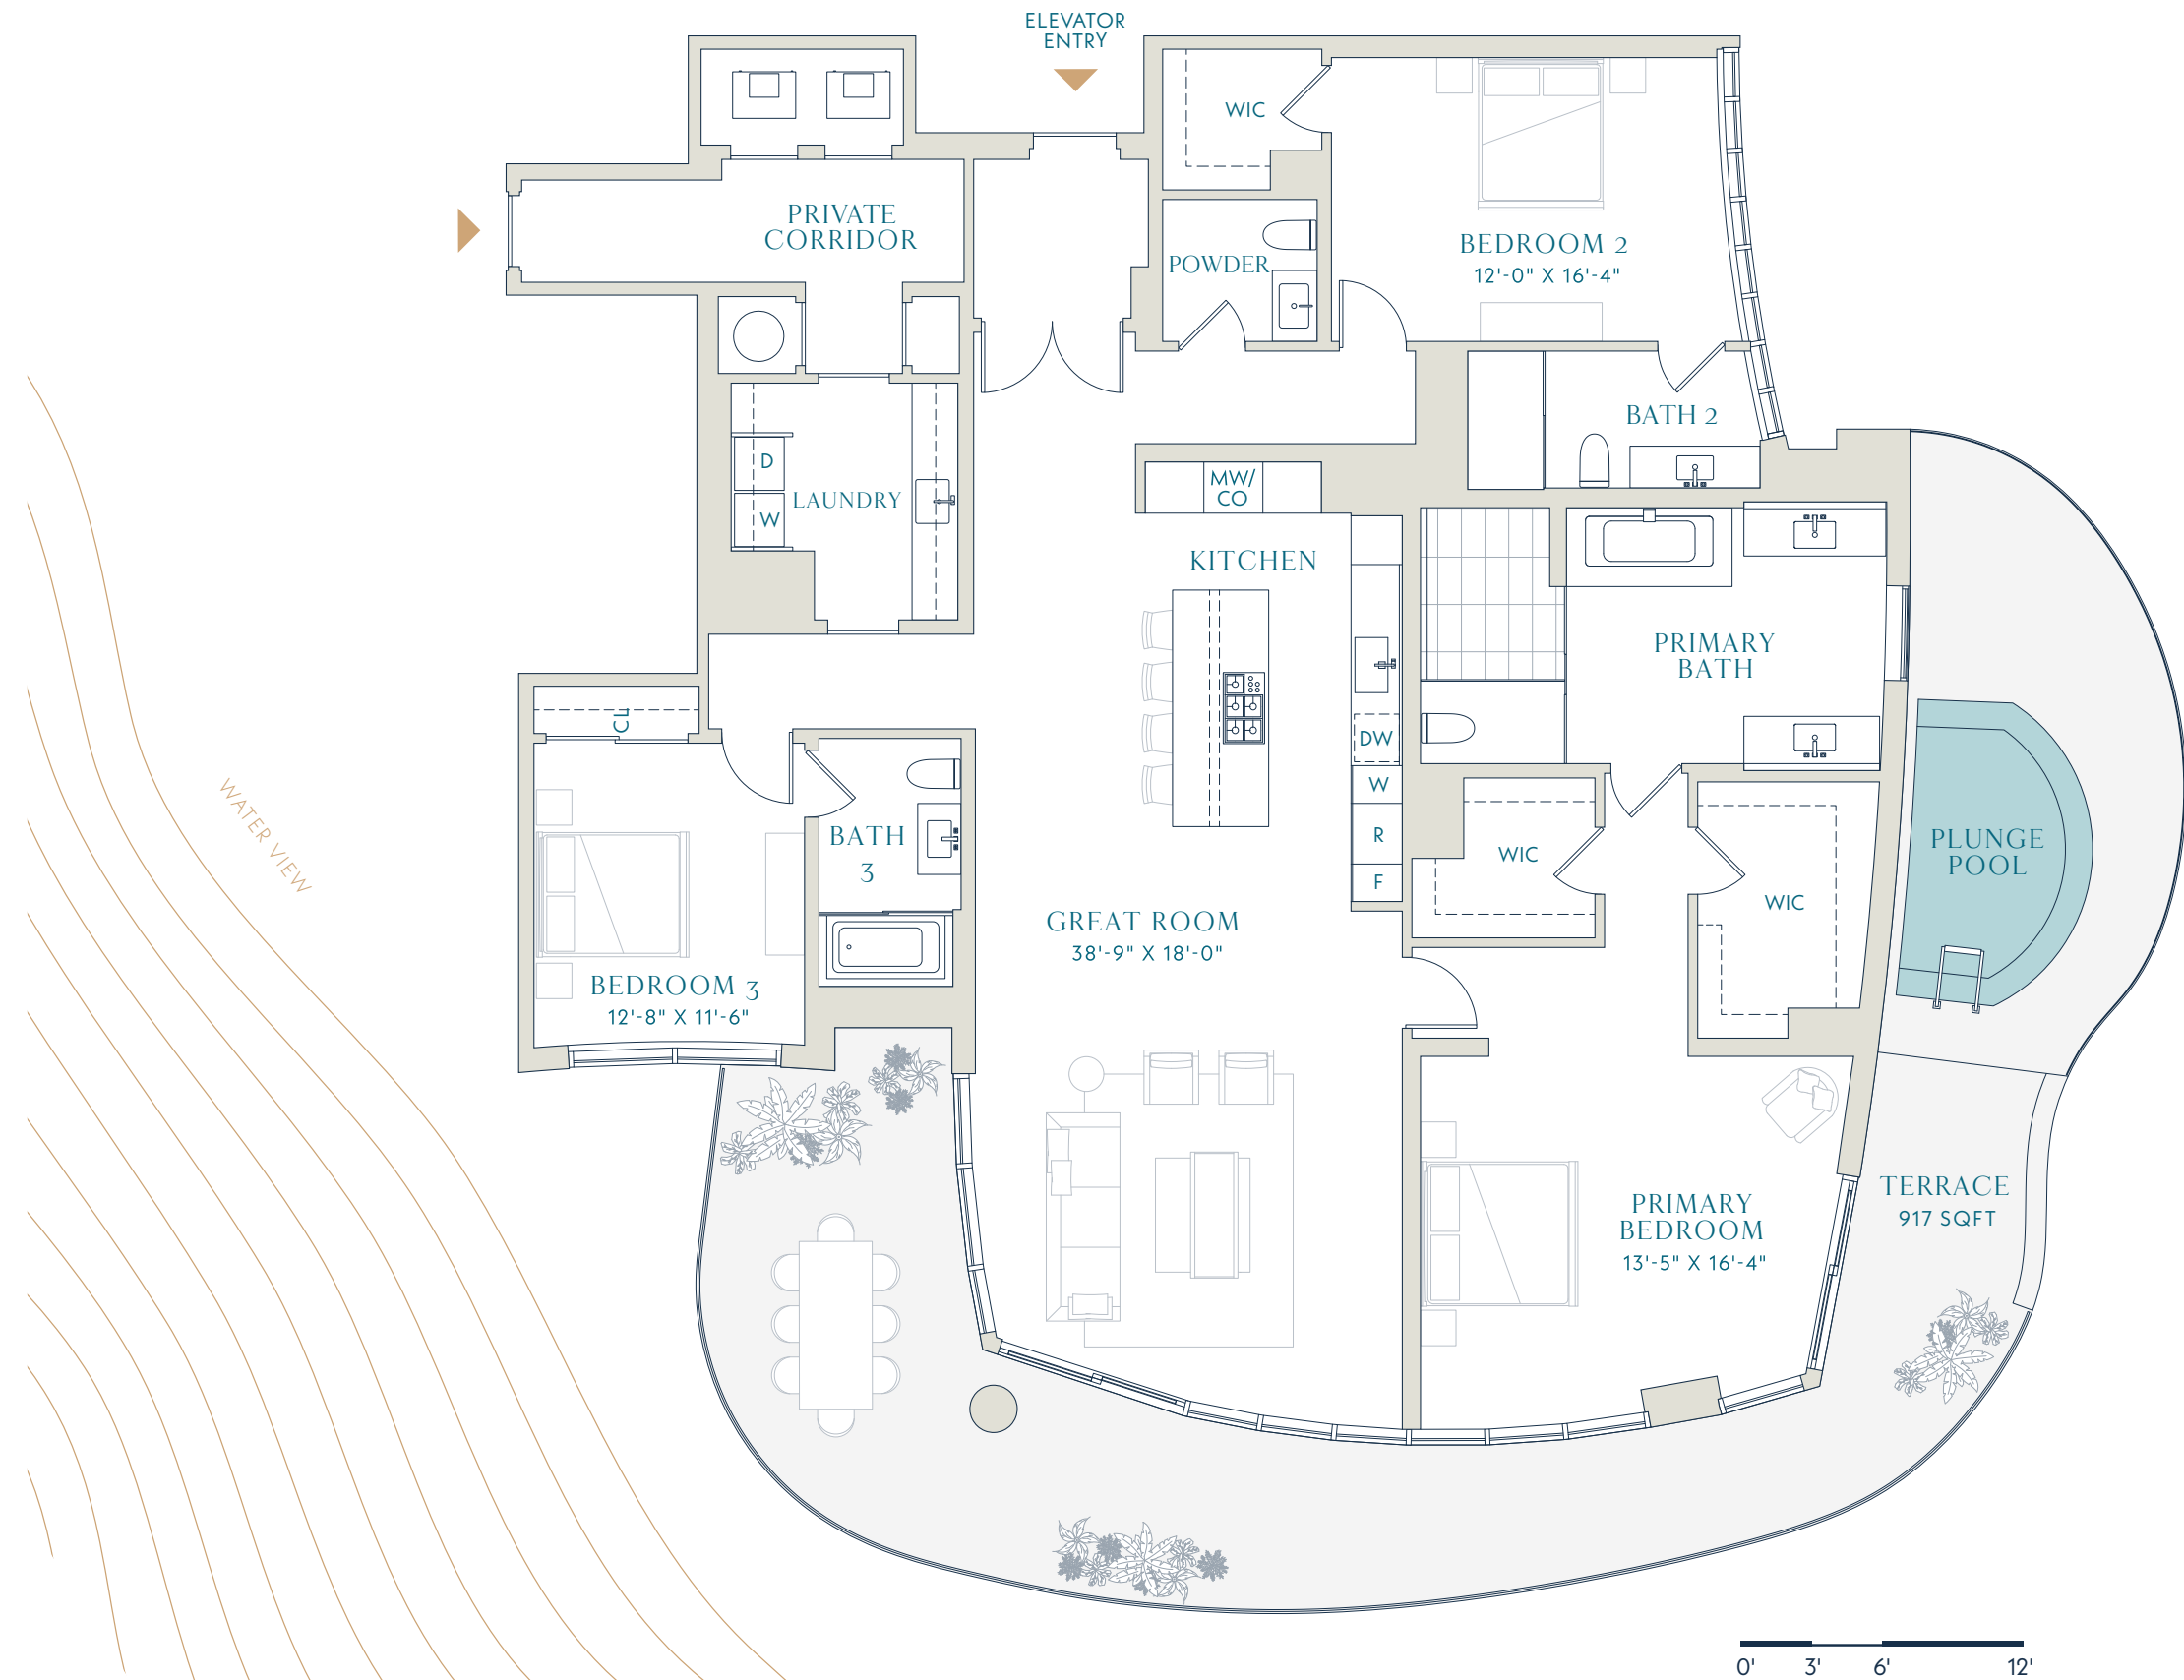 ELEVATOR
ENTRY
WIC
PRIVATE
CORRIDOR
POWDER
BEDROOM 2
12'-0" X 16'-4"
BATH 2
D
W
LAUNDRY
MW/
CO
KITCHEN
PRIMARY
BATH
CL
DW
W
R
F
WATER VIEW
BATH
3
WIC
WIC
PLUNGE
POOL
GREAT ROOM
38'-9" X 18'-0"
BEDROOM 3
12'-8" X 11'-6"
TERRACE
917 SQFT
PRIMARY
BEDROOM
13'-5" X 16'-4"
0' 3' 6' 12'